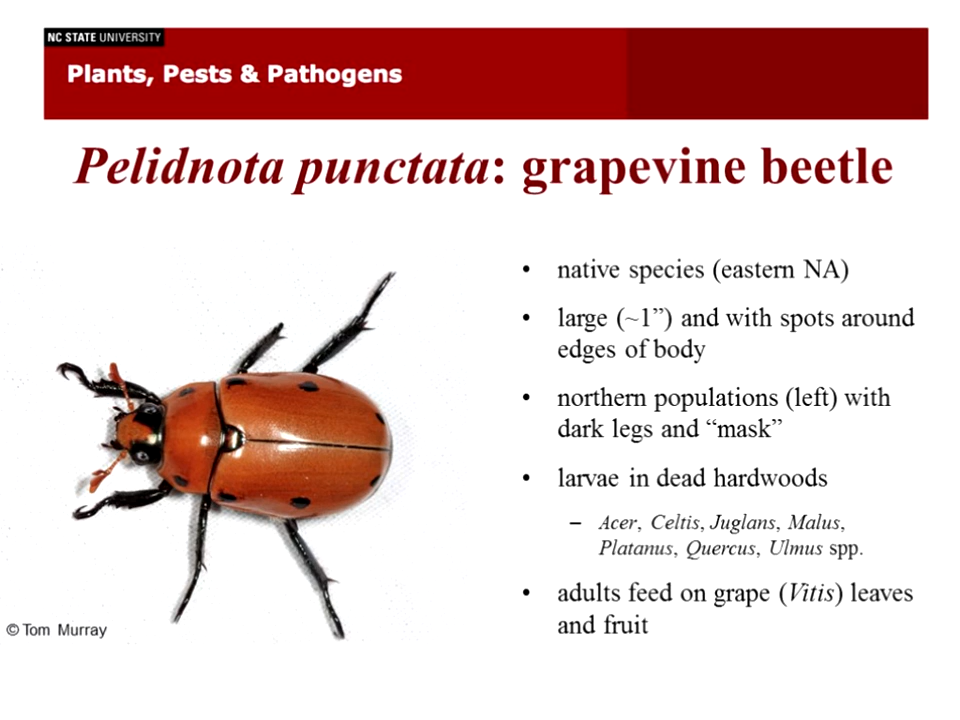 NC STATE UNIVERSITY
Plants, Pests & Pathogens
Pelidnota punctata: grapevine beetle
• native species (eastern NA)
• large (~1”) and with spots around
edges of body
• northern populations (left) with
dark legs and “mask”
• larvae in dead hardwoods
– Acer, Celtis, Juglans, Malus,
Platanus, Quercus, Ulmus spp.
• adults feed on grape (Vitis) leaves
and fruit
© Tom Murray